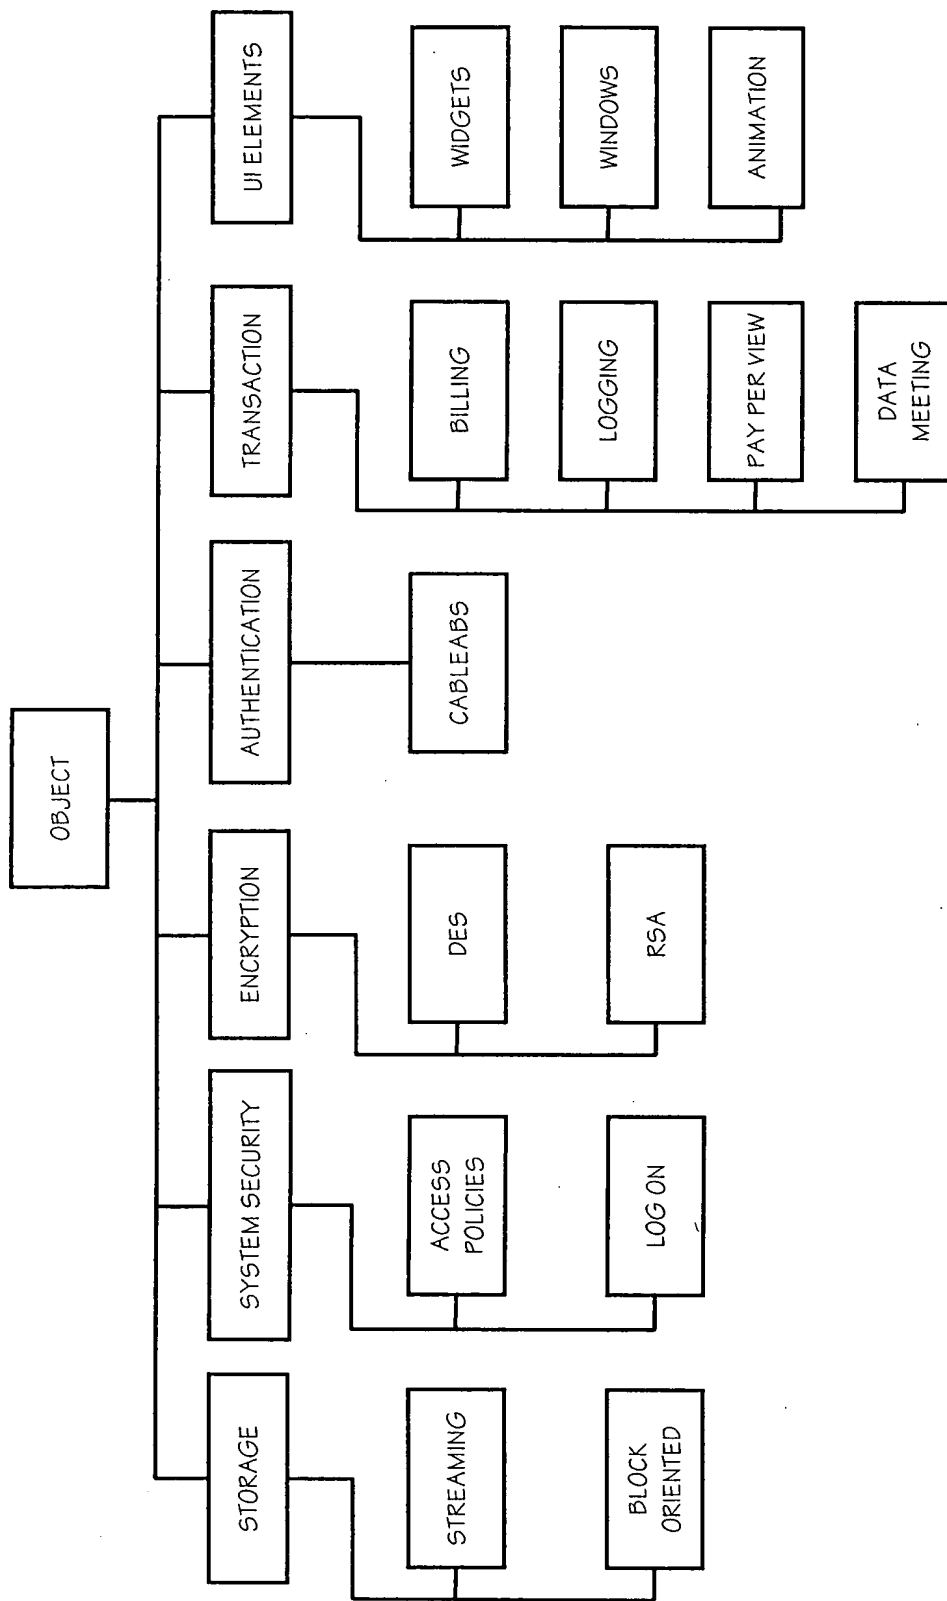 OBJECT
STORAGE
SYSTEM SECURITY
ENCRYPTION
AUTHENTICATION
TRANSACTION
UI ELEMENTS
STREAMING
BLOCK
ORIENTED
ACCESS
POLICIES
LOG ON
DES
RSA
CABLEABS
BILLING
LOGGING
PAY PER VIEW
DATA
MEETING
WIDGETS
WINDOWS
ANIMATION